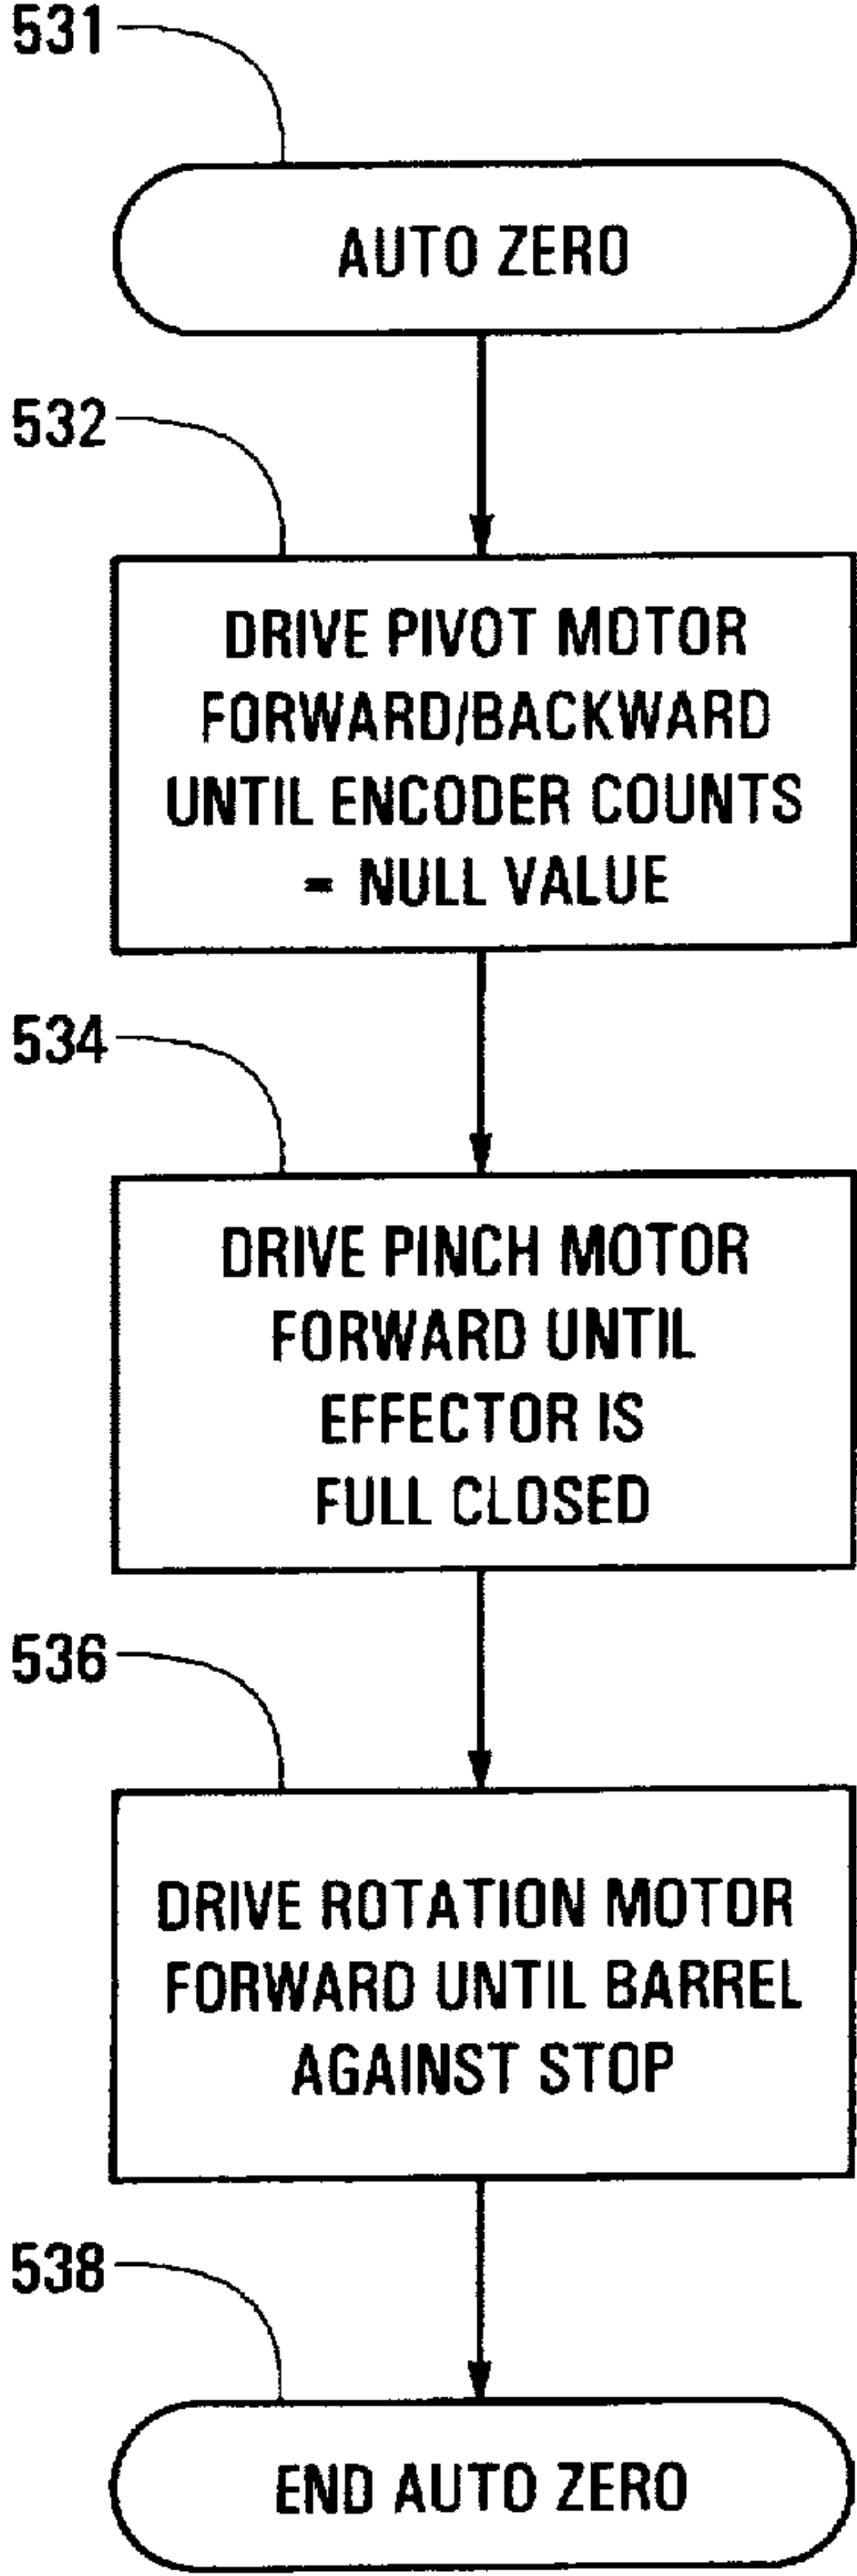 531
AUTO ZERO
532
DRIVE PIVOT MOTOR
FORWARD/BACKWARD
UNTIL ENCODER COUNTS
= NULL VALUE
534
DRIVE PINCH MOTOR
FORWARD UNTIL
EFFECTOR IS
FULL CLOSED
536
DRIVE ROTATION MOTOR
FORWARD UNTIL BARREL
AGAINST STOP
538
END AUTO ZERO